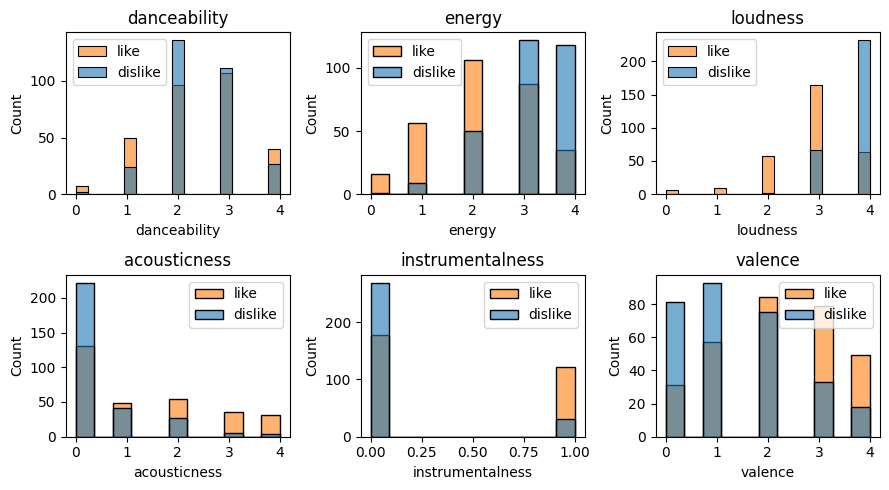 danceability
like
dislike
Count
100
50
0
0 1 2 3 4
danceability
energy
like
dislike
Count
100
50
0
0 1 2 3 4
energy
loudness
like
dislike
Count
200
150
100
50
0
0 1 2 3 4
loudness
acousticness
like
dislike
Count
200
150
100
50
0
0 1 2 3 4
acousticness
instrumentalness
like
dislike
Count
200
100
0
0.00 0.25 0.50 0.75 1.00
instrumentalness
valence
like
dislike
Count
80
60
40
20
0
0 1 2 3 4
valence